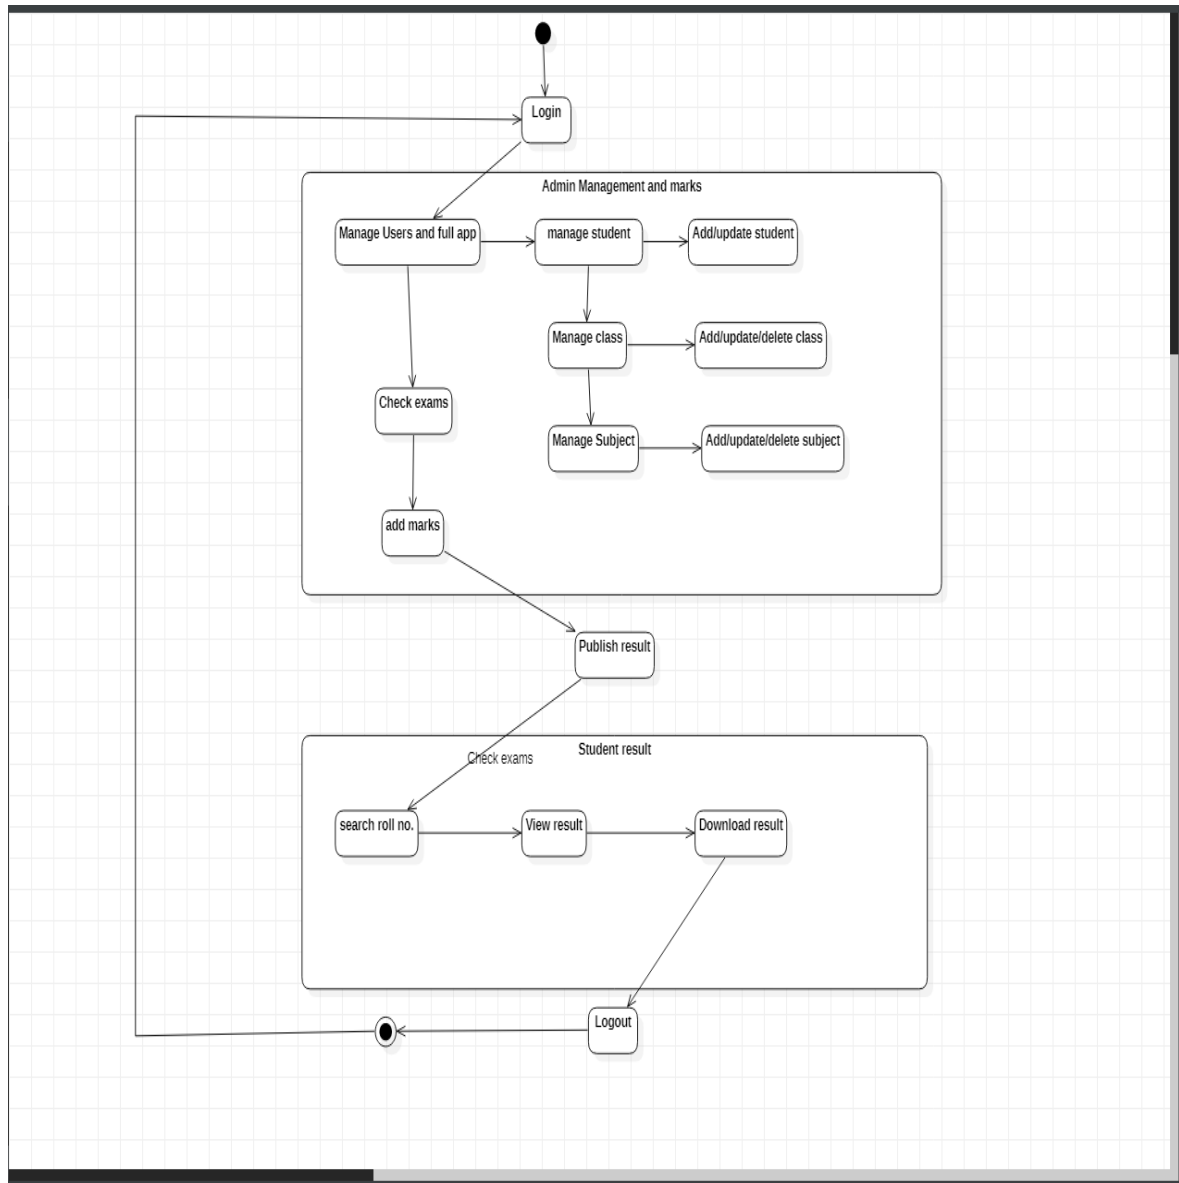 Login
Admin Management and marks
Manage Users and full app
manage student
Add/update student
Manage class
Add/update/delete class
Check exams
Manage Subject
Add/update/delete subject
add marks
Publish result
Student result
Check exams
search roll no.
View result
Download result
Logout